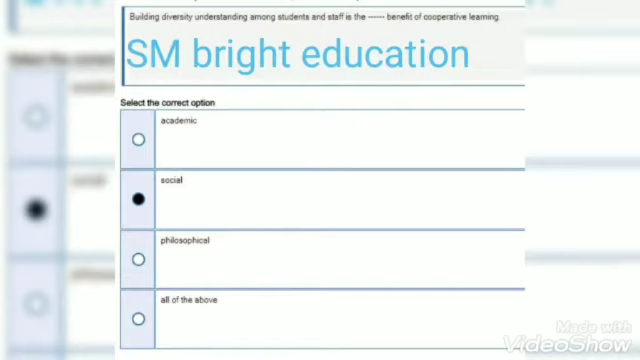 Building diversity understanding among students and staff is the ------ benefit of cooperative learning.
SM bright education
Select the correct option
academic
social
philosophical
all of the above
Made with
VideoShow